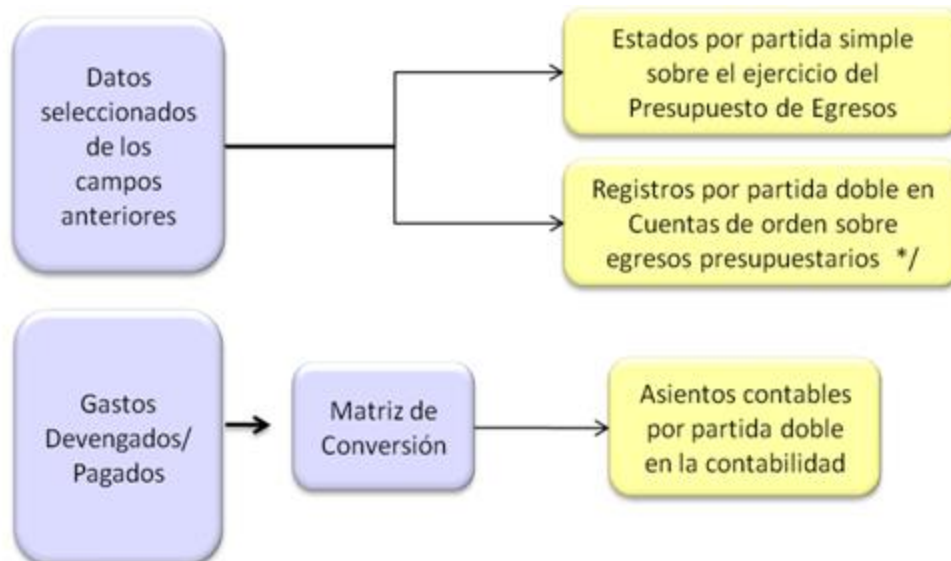 Datos
seleccionados
de los
campos
anteriores
Estados por partida simple
sobre el ejercicio del
Presupuesto de Egresos
Registros por partida doble en
Cuentas de orden sobre
egresos presupuestarios */
Gastos
Devengados/
Pagados
Matriz de
Conversión
Asientos contables
por partida doble
en la contabilidad